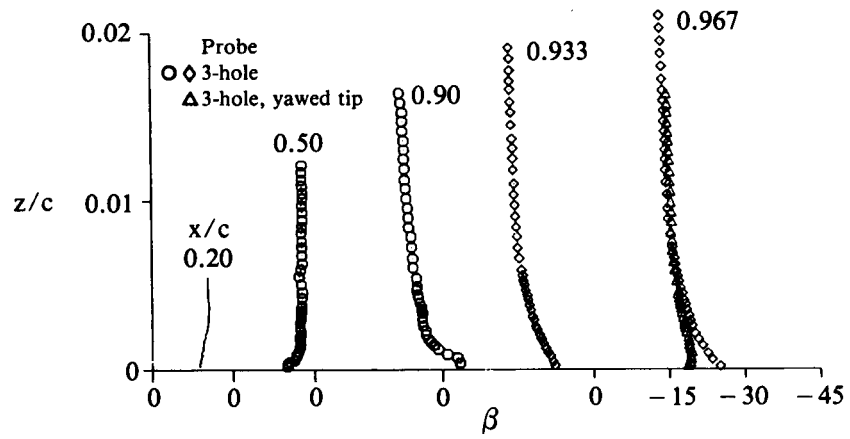 0.02
Probe
3-hole
3-hole, yawed tip
0.967
0.933
0.90
0.50
z/c
0.01
x/c
0.20
0
0 0 0 0 0 −15 −30 −45
β